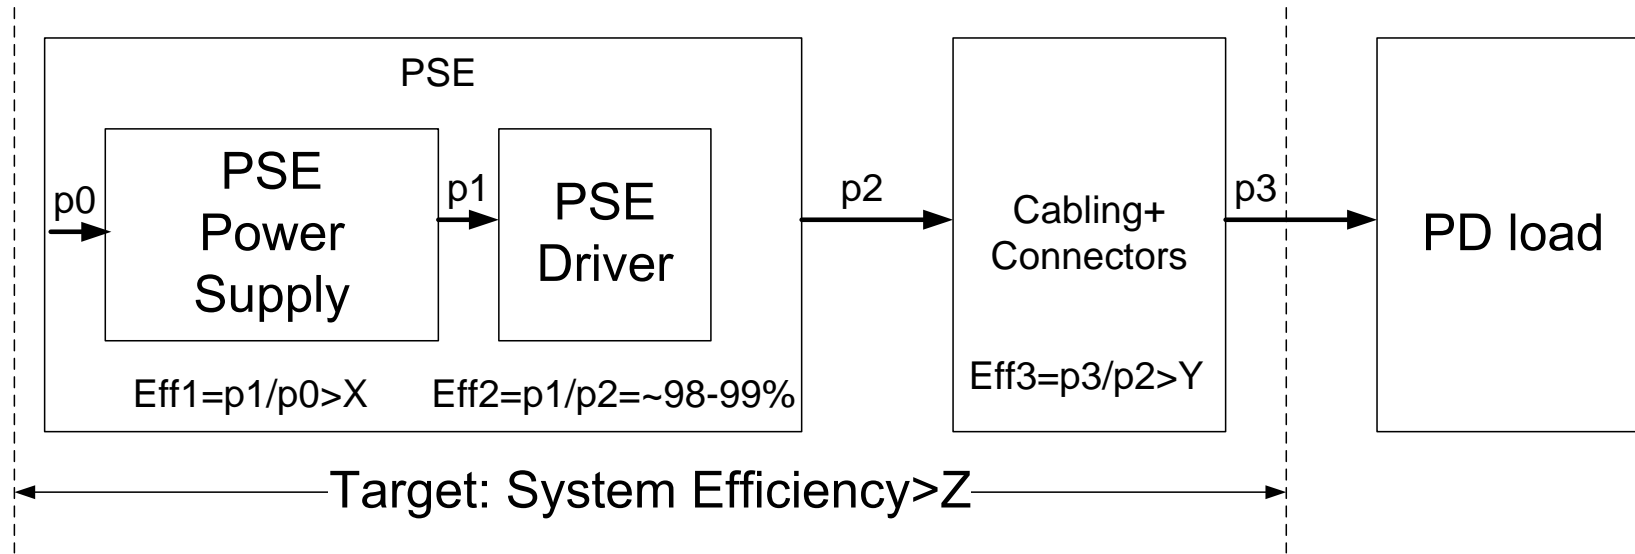 PSE
p0
PSE
Power
Supply
p1
PSE
Driver
p2
Cabling+
Connectors
p3
PD load
Eff1=p1/p0>X
Eff2=p1/p2=~98-99%
Eff3=p3/p2>Y
Target: System Efficiency>Z